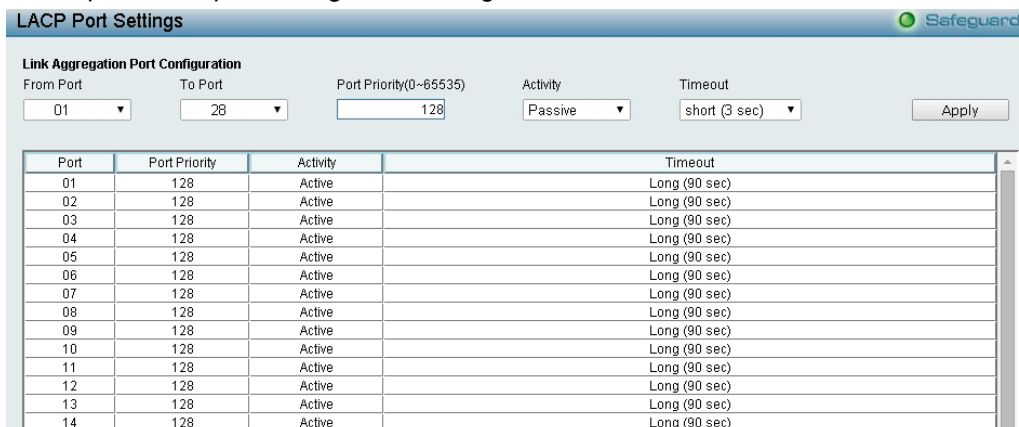 LACP Port Settings
Safeguard
Link Aggregation Port Configuration
From Port To Port Port Priority(0~65535) Activity Timeout
01 28 128 Passive short (3 sec) Apply
Port Port Priority Activity Timeout
01 128 Active Long (90 sec)
02 128 Active Long (90 sec)
03 128 Active Long (90 sec)
04 128 Active Long (90 sec)
05 128 Active Long (90 sec)
06 128 Active Long (90 sec)
07 128 Active Long (90 sec)
08 128 Active Long (90 sec)
09 128 Active Long (90 sec)
10 128 Active Long (90 sec)
11 128 Active Long (90 sec)
12 128 Active Long (90 sec)
13 128 Active Long (90 sec)
14 128 Active Long (90 sec)